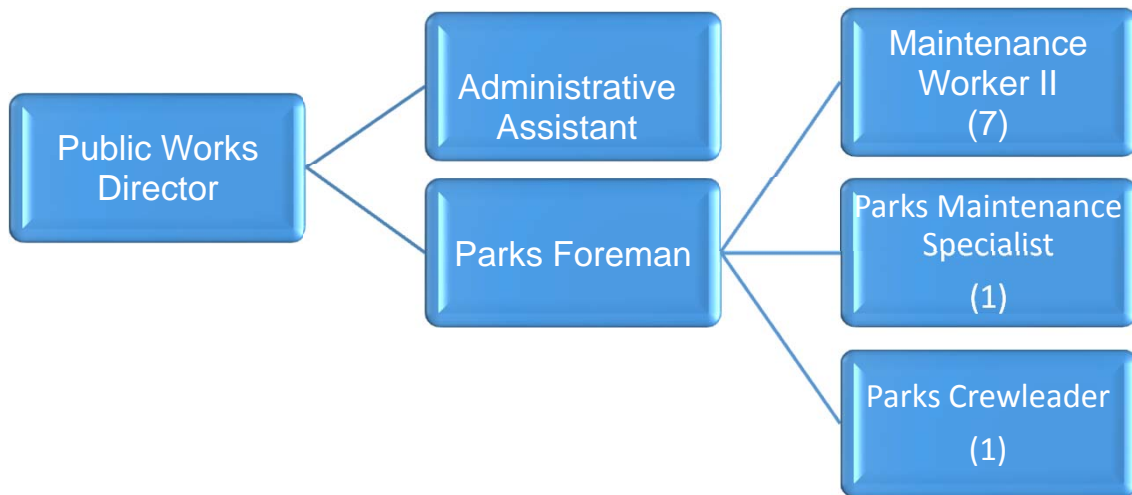 Public Works
Director
Administrative
Assistant
Parks Foreman
Maintenance
Worker II
(7)
Parks Maintenance
Specialist
(1)
Parks Crewleader
(1)